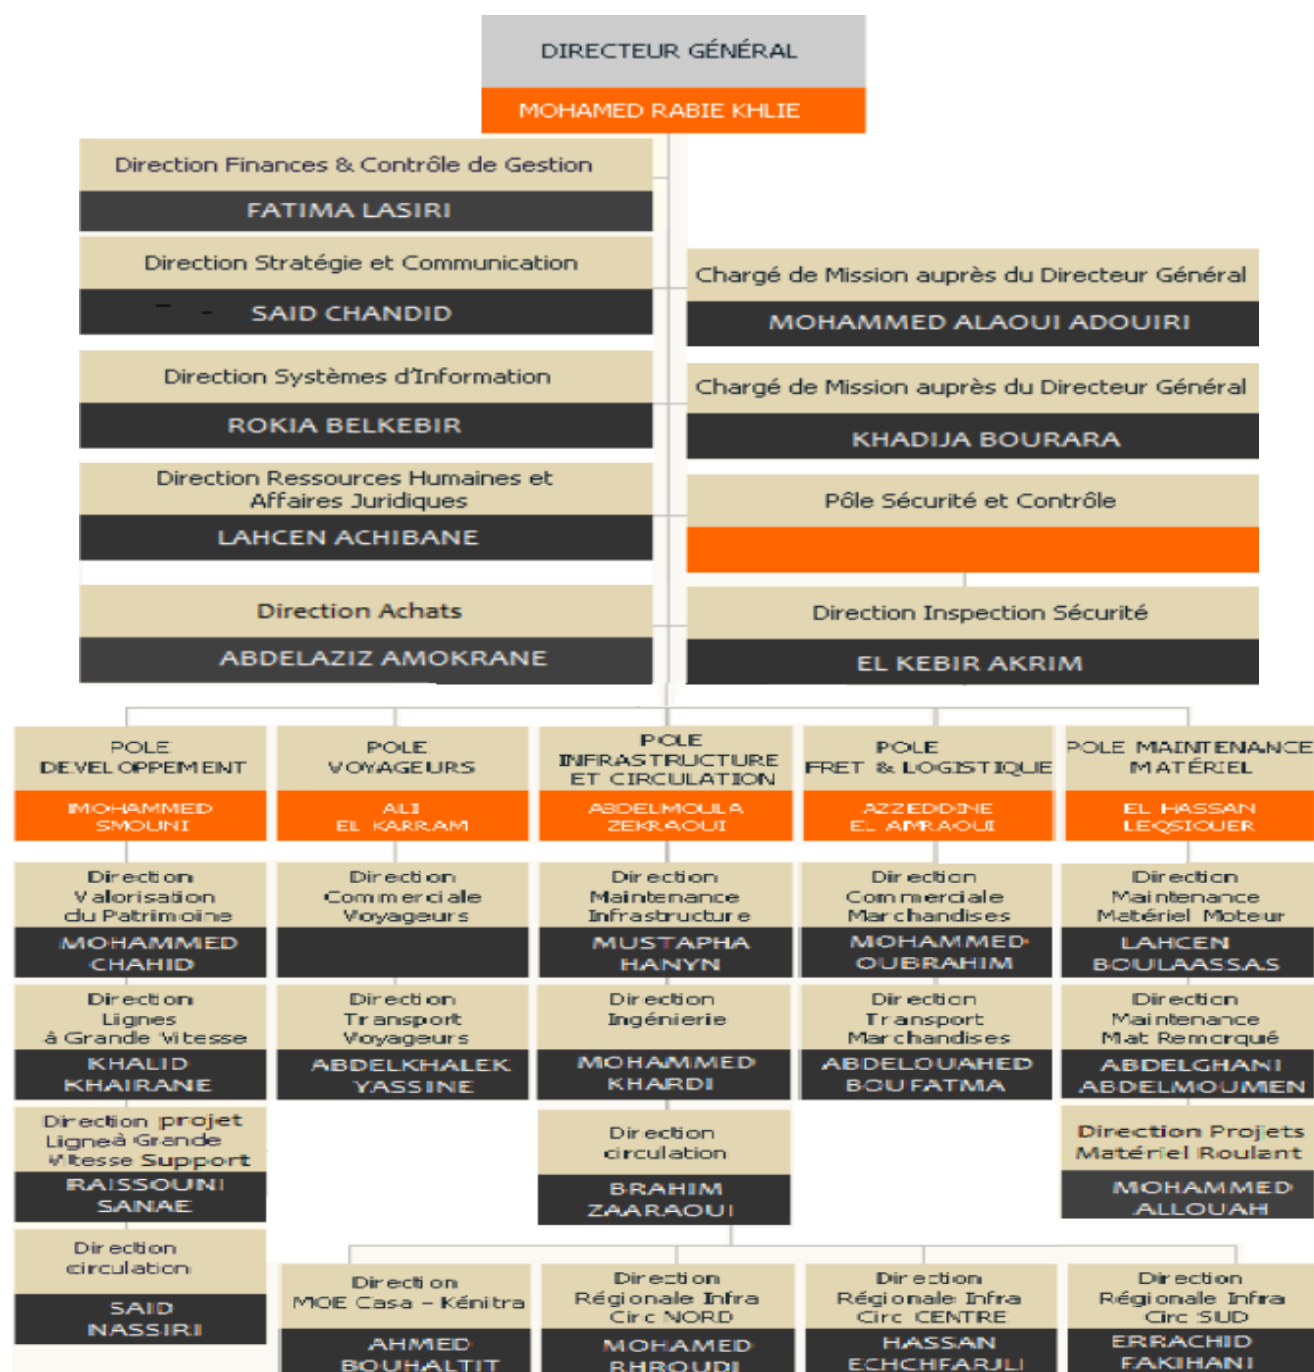 DIRECTEUR GÉNÉRAL
MOHAMED RABIE KHLIE
Direction Finances & Contrôle de Gestion
FATIMA LASIRI
Direction Stratégie et Communication
SAID CHANDID
Direction Systèmes d'Information
ROKIA BELKEBIR
Direction Ressources Humaines et
Affaires Juridiques
LAHCEN ACHIBANE
Direction Achats
ABDELAZIZ AMOKRANE
Chargé de Mission auprès du Directeur Général
MOHAMMED ALAOUI ADOUIRI
Chargé de Mission auprès du Directeur Général
KHADIJA BOURARA
Pôle Sécurité et Contrôle
Direction Inspection Sécurité
EL KEBIR AKRIM
POLE
DEVELOPPEMENT
MOHAMMED
SMOUNI
Direction
Valorisation
du Patrimoine
MOHAMMED
CHAHID
Direction
Lignes
à Grande Vitesse
KHALID
KHAIRANE
Direction projet
Ligne à Grande
Vitesse Support
RAISSOUNI
SANAE
Direction
circulation
SAID
NASSIRI
POLE
VOYAGEURS
ALI
EL KARRAM
Direction
Commerciale
Voyageurs
Direction
Transport
Voyageurs
ABDELKHALEK
YASSINE
POLE
INFRASTRUCTURE
ET CIRCULATION
ABDELMOULA
ZEKRAOUI
Direction
Maintenance
Infrastructure
MUSTAPHA
HANYN
Direction
Ingénierie
MOHAMMED
KHARDI
Direction
circulation
BRAHIM
ZAARAOUI
POLE
FRET & LOGISTIQUE
AZZEDDINE
EL AMRAOUI
Direction
Commerciale
Marchandises
MOHAMMED
OUBRAHIM
Direction
Transport
Marchandises
ABDELOUAHED
BOUFATMA
POLE MAINTENANCE
MATÉRIEL
EL HASSAN
LEQSIOUER
Direction
Maintenance
Matériel Moteur
LAHCEN
BOULAASSAS
Direction
Maintenance
Mat Remorqué
ABDELGHANI
ABDELMOUMEN
Direction Projets
Matériel Roulant
MOHAMMED
ALLOUAH
Direction
MOE Casa – Kénitra
AHMED
BOUHALTIT
Direction
Régionale Infra
Circ NORD
MOHAMED
RHROUDI
Direction
Régionale Infra
Circ CENTRE
HASSAN
ECHCHFARJLI
Direction
Régionale Infra
Circ SUD
ERRACHID
FAKIHANI